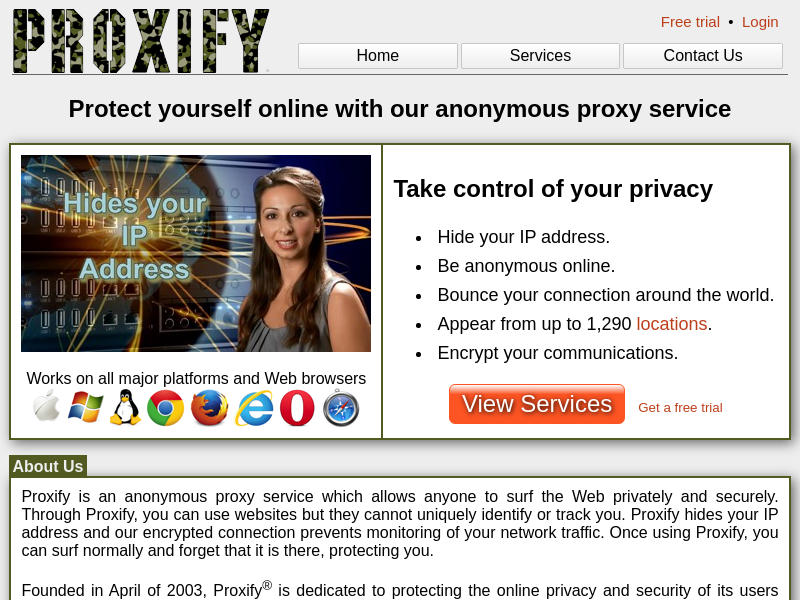 PROXIFY
Free trial • Login
Home
Services
Contact Us
Protect yourself online with our anonymous proxy service
Hides your
IP
Address
Works on all major platforms and Web browsers
Take control of your privacy
• Hide your IP address.
• Be anonymous online.
• Bounce your connection around the world.
• Appear from up to 1,290 locations.
• Encrypt your communications.
View Services
Get a free trial
About Us
Proxify is an anonymous proxy service which allows anyone to surf the Web privately and securely.
Through Proxify, you can use websites but they cannot uniquely identify or track you. Proxify hides your IP
address and our encrypted connection prevents monitoring of your network traffic. Once using Proxify, you
can surf normally and forget that it is there, protecting you.
Founded in April of 2003, Proxify® is dedicated to protecting the online privacy and security of its users